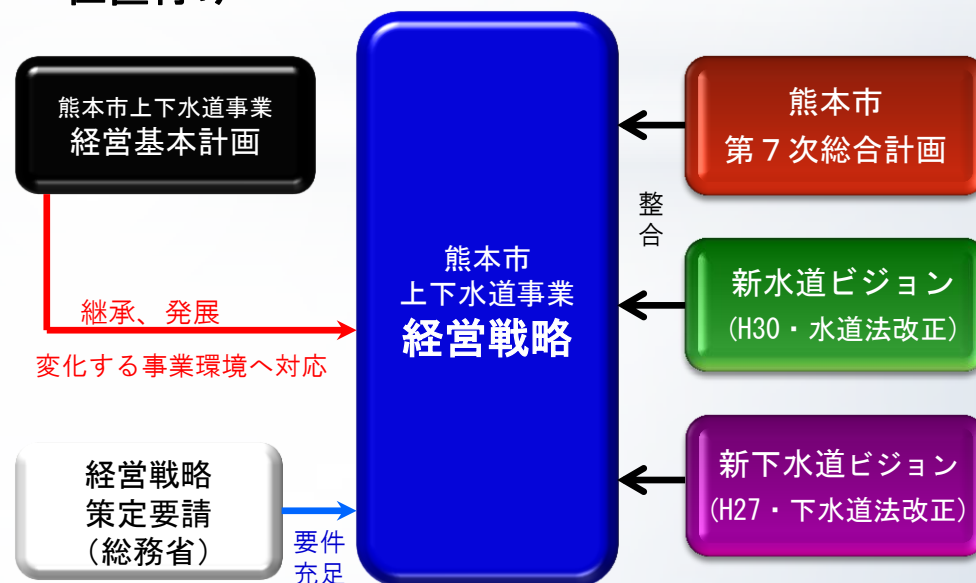 位置付け
熊本市上下水道事業
経営基本計画
継承、発展
変化する事業環境へ対応
経営戦略
策定要請
（総務省）
要件
充足
熊本市
上下水道事業
経営戦略
整
合
熊本市
第７次総合計画
新水道ビジョン
(H30・水道法改正)
新下水道ビジョン
(H27・下水道法改正)